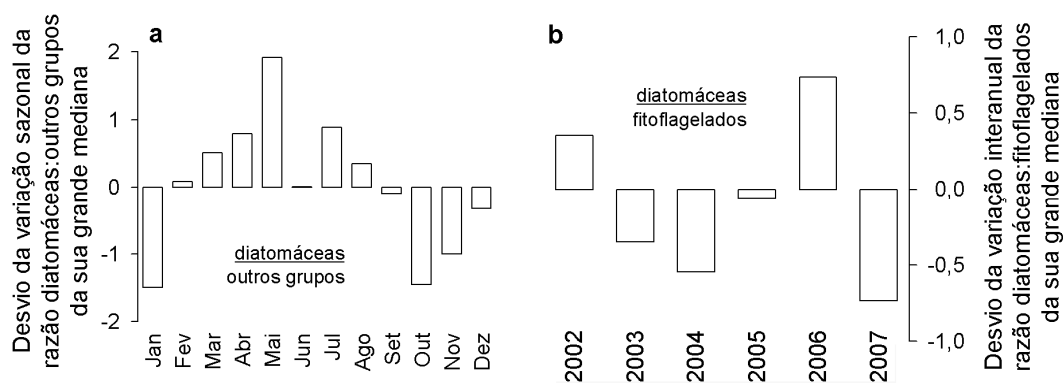 Desvio da variação sazonal da
razão diatomáceas:outros grupos
da sua grande mediana
a
2
1
0
-1
-2
diatomáceas
outros grupos
Jan
Fev
Mar
Abr
Mai
Jun
Jul
Ago
Set
Out
Nov
Dez
b
diatomáceas
fitoflagelados
2002
2003
2004
2005
2006
2007
1,0
0,5
0,0
-0,5
-1,0
Desvio da variação interanual da
razão diatomáceas:fitoflagelados
da sua grande mediana